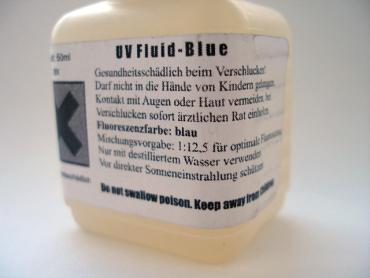 UV Fluid-Blue
50ml
Gesundheitsschädlich beim Verschlucken!
Darf nicht in die Hände von Kindern gelangen
Kontakt mit Augen oder Haut vermeiden, bei
Verschlucken sofort ärztlichen Rat einholen
Fluoreszenzfarbe: blau
Mischungsvorgabe: 1:12,5 für optimale
Nur mit destilliertem Wasser verwenden
Vor direkter Sonneneinstrahlung schützen
Do not swallow poison. Keep away from